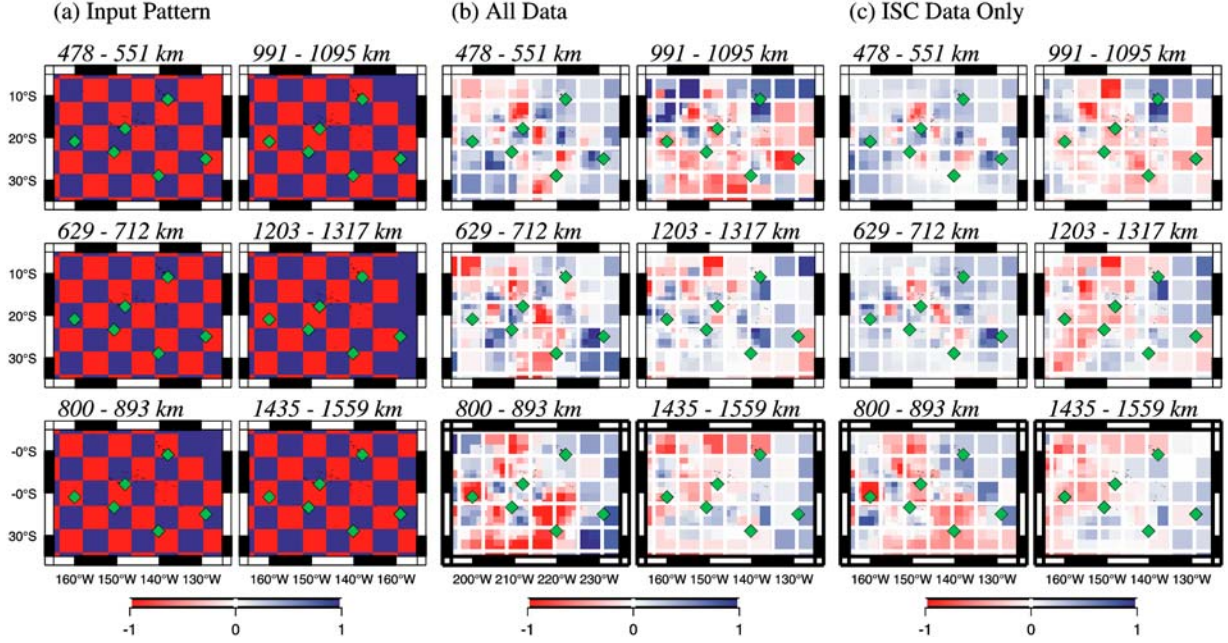 (a) Input Pattern (b) All Data (c) ISC Data Only
478 - 551 km 991 - 1095 km 478 - 551 km 991 - 1095 km 478 - 551 km 991 - 1095 km
10°S
20°S
30°S
629 - 712 km 1203 - 1317 km 629 - 712 km 1203 - 1317 km 629 - 712 km 1203 - 1317 km
10°S
20°S
30°S
800 - 893 km 1435 - 1559 km 800 - 893 km 1435 - 1559 km 800 - 893 km 1435 - 1559 km
-0°S
-0°S
30°S
160°W 150°W 140°W 130°W 160°W 150°W 140°W 160°W 200°W 210°W 220°W 230°W 160°W 150°W 140°W 130°W 160°W 150°W 140°W 130°W 160°W 150°W 140°W 130°W
-1 0 1 -1 0 1 -1 0 1